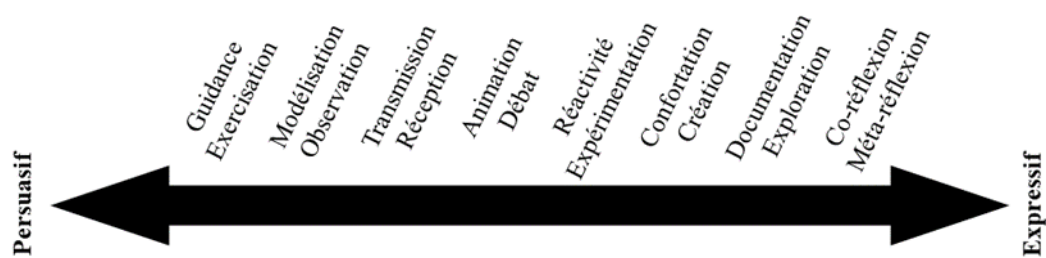 Persuasif
Guidance
Exercisation
Modélisation
Observation
Transmission
Réception
Animation
Débat
Réactivité
Expérimentation
Confortation
Création
Documentation
Exploration
Co-réflexion
Méta-réflexion
Expressif